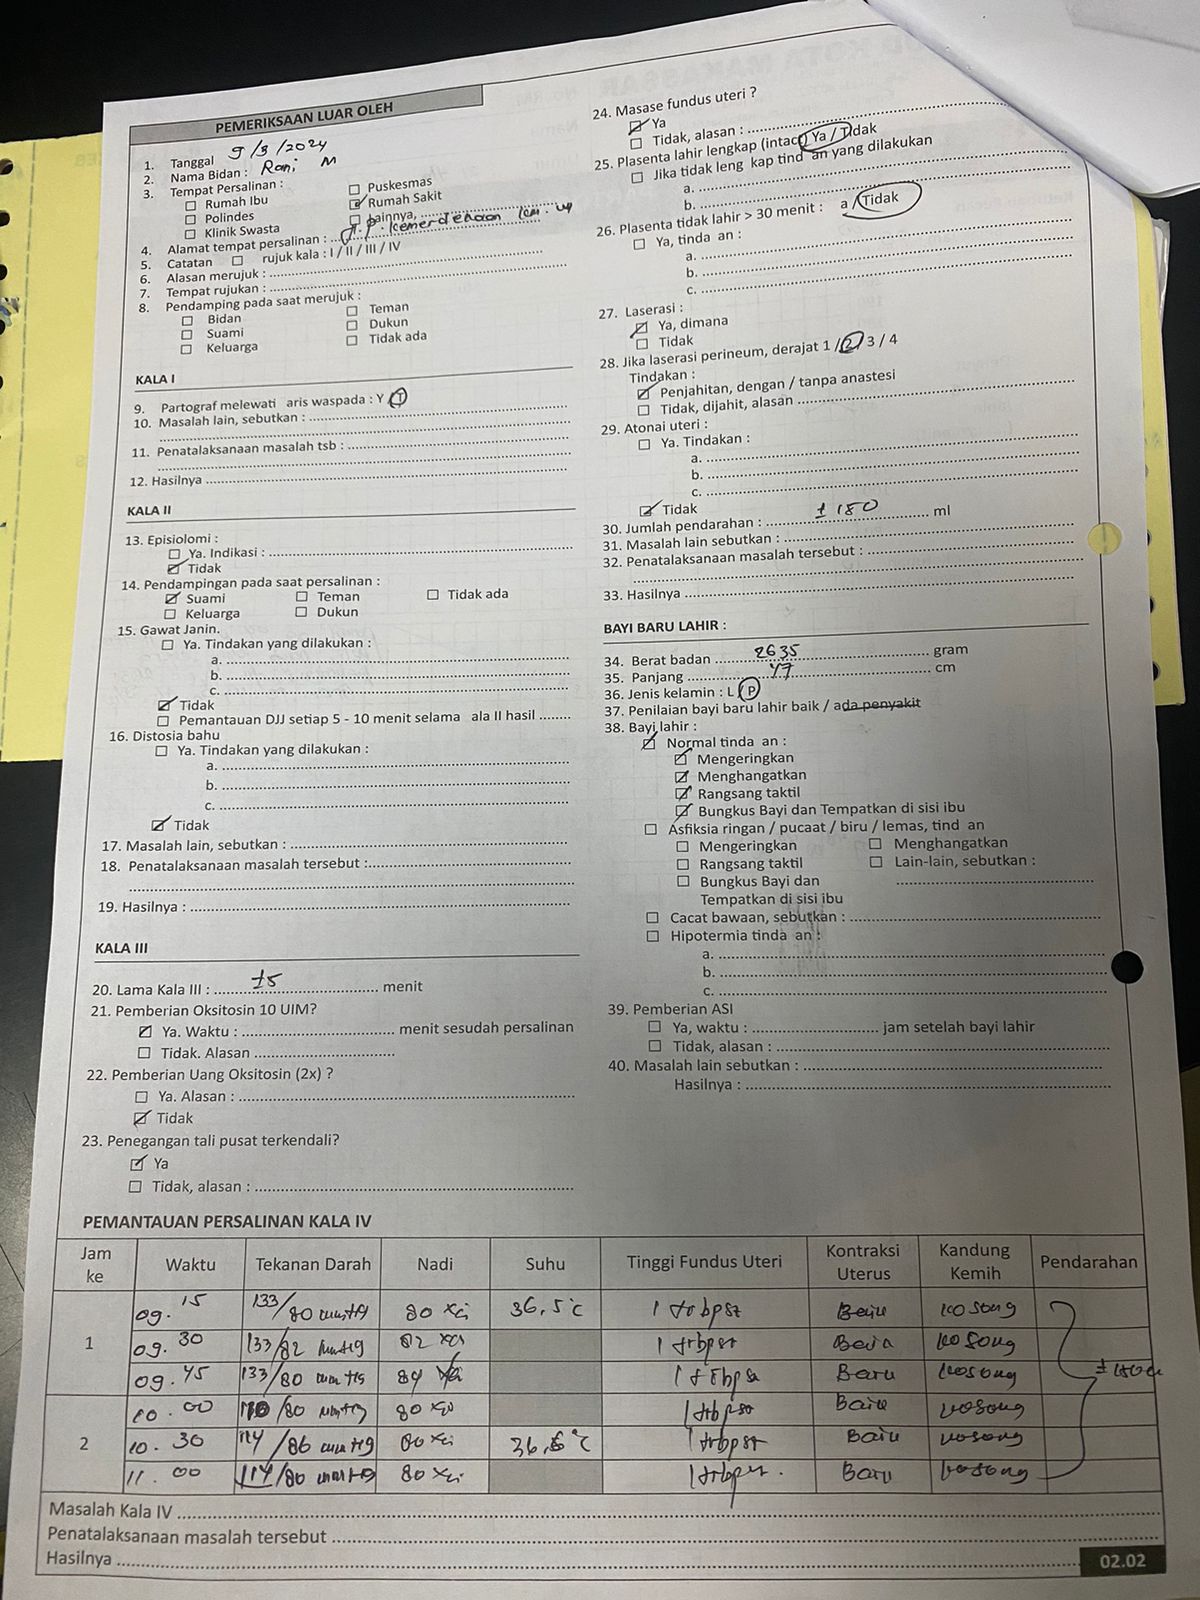 PEMERIKSAAN LUAR OLEH
1. Tanggal 9/3/2024
2. Nama Bidan : Rani M
3. Tempat Persalinan :
Rumah Ibu
Puskesmas
Polindes
Rumah Sakit
Klinik Swasta
Lainnya, ....
4. Alamat tempat persalinan : J. P. Kemerdekaan
5. Catatan rujuk kala : I / II / III / IV
6. Alasan merujuk :
7. Tempat rujukan :
8. Pendamping pada saat merujuk :
Bidan
Teman
Suami
Dukun
Keluarga
Tidak ada
KALA I
9. Partograf melewati aris waspada : Y / T
10. Masalah lain, sebutkan :
11. Penatalaksanaan masalah tsb :
12. Hasilnya
KALA II
13. Episiolomi :
Ya. Indikasi :
Tidak
14. Pendampingan pada saat persalinan :
Suami
Teman
Tidak ada
Keluarga
Dukun
15. Gawat Janin.
Ya. Tindakan yang dilakukan :
a.
b.
c.
Tidak
Pemantauan DJJ setiap 5 - 10 menit selama ala II hasil ........
16. Distosia bahu
Ya. Tindakan yang dilakukan :
a.
b.
c.
Tidak
17. Masalah lain, sebutkan :
18. Penatalaksanaan masalah tersebut :
19. Hasilnya :
KALA III
20. Lama Kala III : ±5 menit
21. Pemberian Oksitosin 10 UIM?
Ya. Waktu : .... menit sesudah persalinan
Tidak. Alasan
22. Pemberian Uang Oksitosin (2x) ?
Ya. Alasan :
Tidak
23. Penegangan tali pusat terkendali?
Ya
Tidak, alasan :
24. Masase fundus uteri ?
Ya
Tidak, alasan :
25. Plasenta lahir lengkap (intact) Ya / Tidak
Jika tidak leng kap tind an yang dilakukan
a.
b.
26. Plasenta tidak lahir > 30 menit : a / Tidak
Ya, tinda an :
a.
b.
c.
27. Laserasi :
Ya, dimana
Tidak
28. Jika laserasi perineum, derajat 1 / 2 / 3 / 4
Tindakan :
Penjahitan, dengan / tanpa anastesi
Tidak, dijahit, alasan
29. Atonai uteri :
Ya. Tindakan :
a.
b.
c.
Tidak
30. Jumlah pendarahan : ± 180 ml
31. Masalah lain sebutkan :
32. Penatalaksanaan masalah tersebut :
33. Hasilnya
BAYI BARU LAHIR :
34. Berat badan 2635 gram
35. Panjang 47 cm
36. Jenis kelamin : L / P
37. Penilaian bayi baru lahir baik / ada penyakit
38. Bayi lahir :
Normal tinda an :
Mengeringkan
Menghangatkan
Rangsang taktil
Bungkus Bayi dan Tempatkan di sisi ibu
Asfiksia ringan / pucaat / biru / lemas, tind an
Mengeringkan
Menghangatkan
Rangsang taktil
Lain-lain, sebutkan :
Bungkus Bayi dan
Tempatkan di sisi ibu
Cacat bawaan, sebutkan :
Hipotermia tinda an :
a.
b.
c.
39. Pemberian ASI
Ya, waktu : .... jam setelah bayi lahir
Tidak, alasan :
40. Masalah lain sebutkan :
Hasilnya :
PEMANTAUAN PERSALINAN KALA IV
Jam ke Waktu Tekanan Darah Nadi Suhu Tinggi Fundus Uteri Kontraksi Uterus Kandung Kemih Pendarahan
1 09.15 133/80 mmHg 80 x/i 36,5°C 1 trbpst Baik kosong
09.30 133/82 mmHg 82 x/i 1 trbpst Baik kosong
09.45 133/80 mmHg 84 x/i 1 trbpst Baik kosong
10.00 110/80 mmHg 80 x/i 1 trbpst Baik kosong
2 10.30 114/86 mmHg 80 x/i 36,6°C 1 trbpst Baik kosong
11.00 114/80 mmHg 80 x/i 1 trbpst. Baik kosong
Masalah Kala IV
Penatalaksanaan masalah tersebut
Hasilnya
02.02